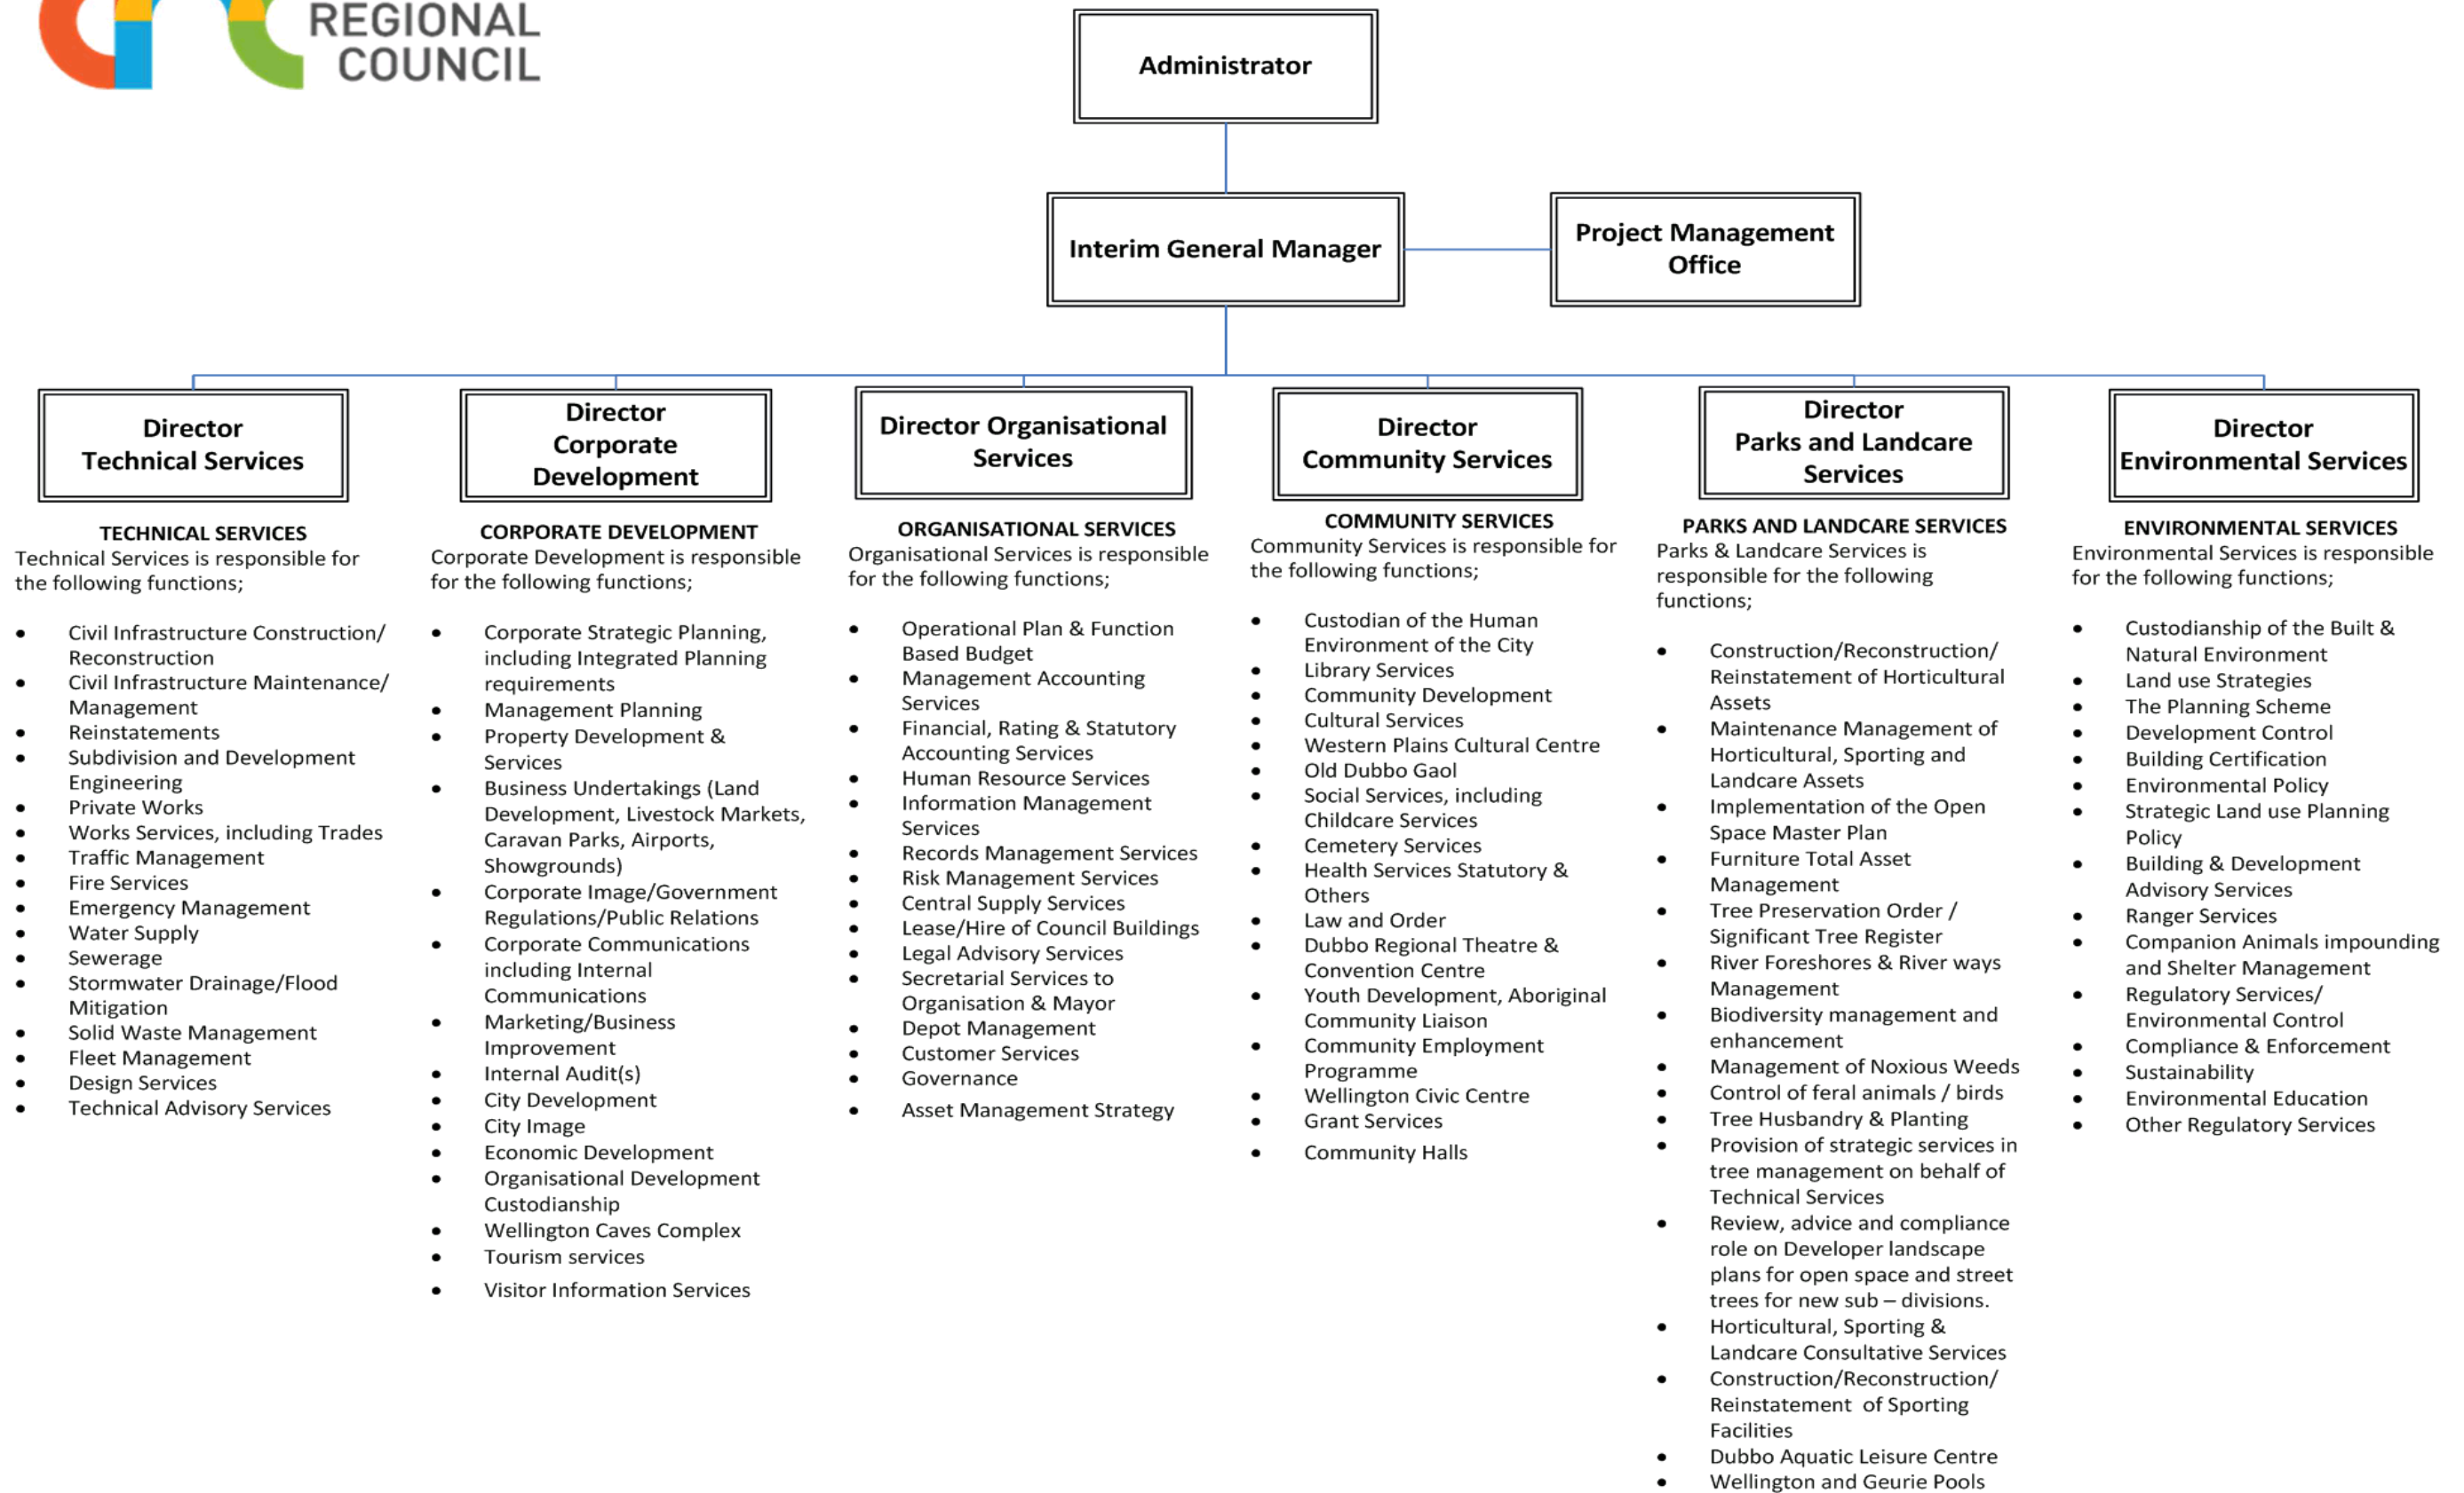 REGIONAL
COUNCIL
Administrator
Interim General Manager
Project Management
Office
Director
Technical Services
TECHNICAL SERVICES
Technical Services is responsible for
the following functions;
• Civil Infrastructure Construction/
Reconstruction
• Civil Infrastructure Maintenance/
Management
• Reinstatements
• Subdivision and Development
Engineering
• Private Works
• Works Services, including Trades
• Traffic Management
• Fire Services
• Emergency Management
• Water Supply
• Sewerage
• Stormwater Drainage/Flood
Mitigation
• Solid Waste Management
• Fleet Management
• Design Services
• Technical Advisory Services
Director
Corporate
Development
CORPORATE DEVELOPMENT
Corporate Development is responsible
for the following functions;
• Corporate Strategic Planning,
including Integrated Planning
requirements
• Management Planning
• Property Development &
Services
• Business Undertakings (Land
Development, Livestock Markets,
Caravan Parks, Airports,
Showgrounds)
• Corporate Image/Government
Regulations/Public Relations
• Corporate Communications
including Internal
Communications
• Marketing/Business
Improvement
• Internal Audit(s)
• City Development
• City Image
• Economic Development
• Organisational Development
Custodianship
• Wellington Caves Complex
• Tourism services
• Visitor Information Services
Director Organisational
Services
ORGANISATIONAL SERVICES
Organisational Services is responsible
for the following functions;
• Operational Plan & Function
Based Budget
• Management Accounting
Services
• Financial, Rating & Statutory
Accounting Services
• Human Resource Services
• Information Management
Services
• Records Management Services
• Risk Management Services
• Central Supply Services
• Lease/Hire of Council Buildings
• Legal Advisory Services
• Secretarial Services to
Organisation & Mayor
• Depot Management
• Customer Services
• Governance
• Asset Management Strategy
Director
Community Services
COMMUNITY SERVICES
Community Services is responsible for
the following functions;
• Custodian of the Human
Environment of the City
• Library Services
• Community Development
• Cultural Services
• Western Plains Cultural Centre
• Old Dubbo Gaol
• Social Services, including
Childcare Services
• Cemetery Services
• Health Services Statutory &
Others
• Law and Order
• Dubbo Regional Theatre &
Convention Centre
• Youth Development, Aboriginal
Community Liaison
• Community Employment
Programme
• Wellington Civic Centre
• Grant Services
• Community Halls
Director
Parks and Landcare
Services
PARKS AND LANDCARE SERVICES
Parks & Landcare Services is
responsible for the following
functions;
• Construction/Reconstruction/
Reinstatement of Horticultural
Assets
• Maintenance Management of
Horticultural, Sporting and
Landcare Assets
• Implementation of the Open
Space Master Plan
• Furniture Total Asset
Management
• Tree Preservation Order /
Significant Tree Register
• River Foreshores & River ways
Management
• Biodiversity management and
enhancement
• Management of Noxious Weeds
• Control of feral animals / birds
• Tree Husbandry & Planting
• Provision of strategic services in
tree management on behalf of
Technical Services
• Review, advice and compliance
role on Developer landscape
plans for open space and street
trees for new sub – divisions.
• Horticultural, Sporting &
Landcare Consultative Services
• Construction/Reconstruction/
Reinstatement of Sporting
Facilities
• Dubbo Aquatic Leisure Centre
• Wellington and Geurie Pools
Director
Environmental Services
ENVIRONMENTAL SERVICES
Environmental Services is responsible
for the following functions;
• Custodianship of the Built &
Natural Environment
• Land use Strategies
• The Planning Scheme
• Development Control
• Building Certification
• Environmental Policy
• Strategic Land use Planning
Policy
• Building & Development
Advisory Services
• Ranger Services
• Companion Animals impounding
and Shelter Management
• Regulatory Services/
Environmental Control
• Compliance & Enforcement
• Sustainability
• Environmental Education
• Other Regulatory Services